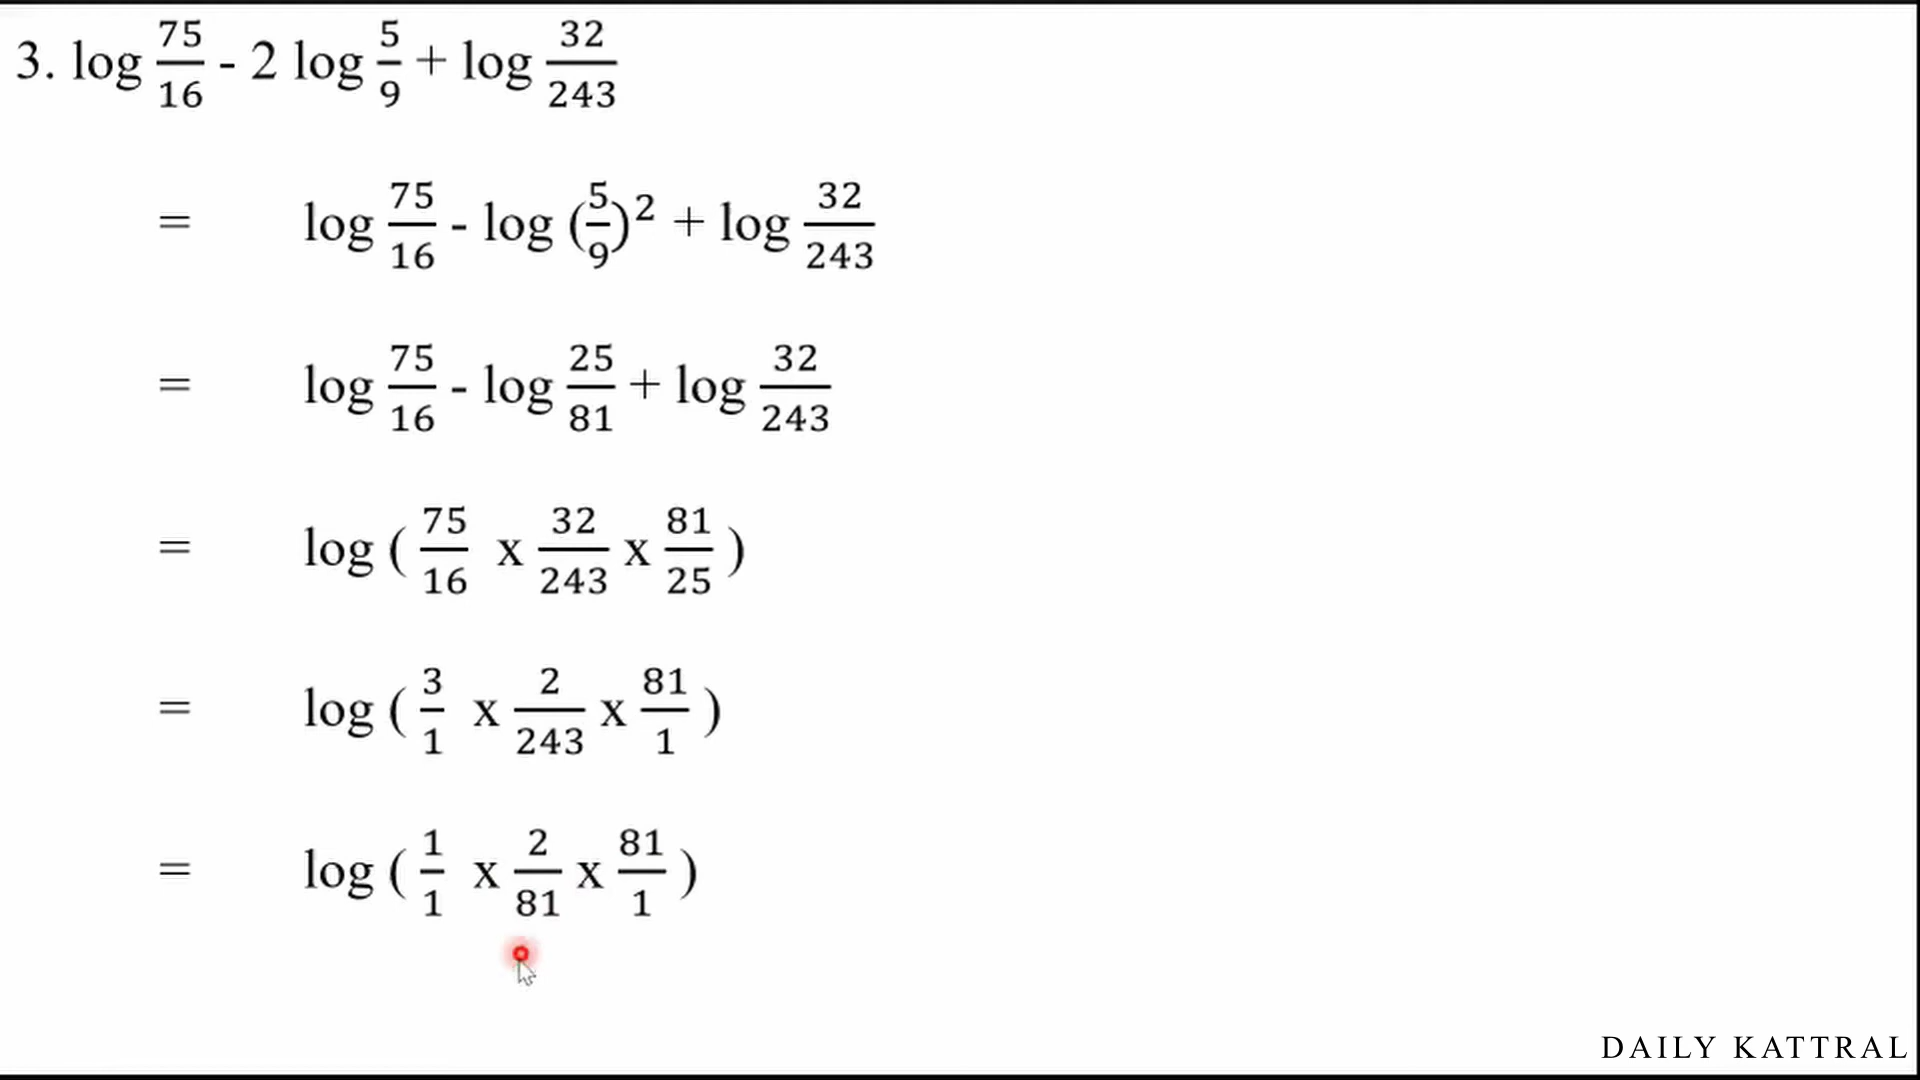 3. log 75/16 - 2 log 5/9 + log 32/243
= log 75/16 - log (5/9)² + log 32/243
= log 75/16 - log 25/81 + log 32/243
= log ( 75/16 x 32/243 x 81/25 )
= log ( 3/1 x 2/243 x 81/1 )
= log ( 1/1 x 2/81 x 81/1 )
DAILY KATTRAL